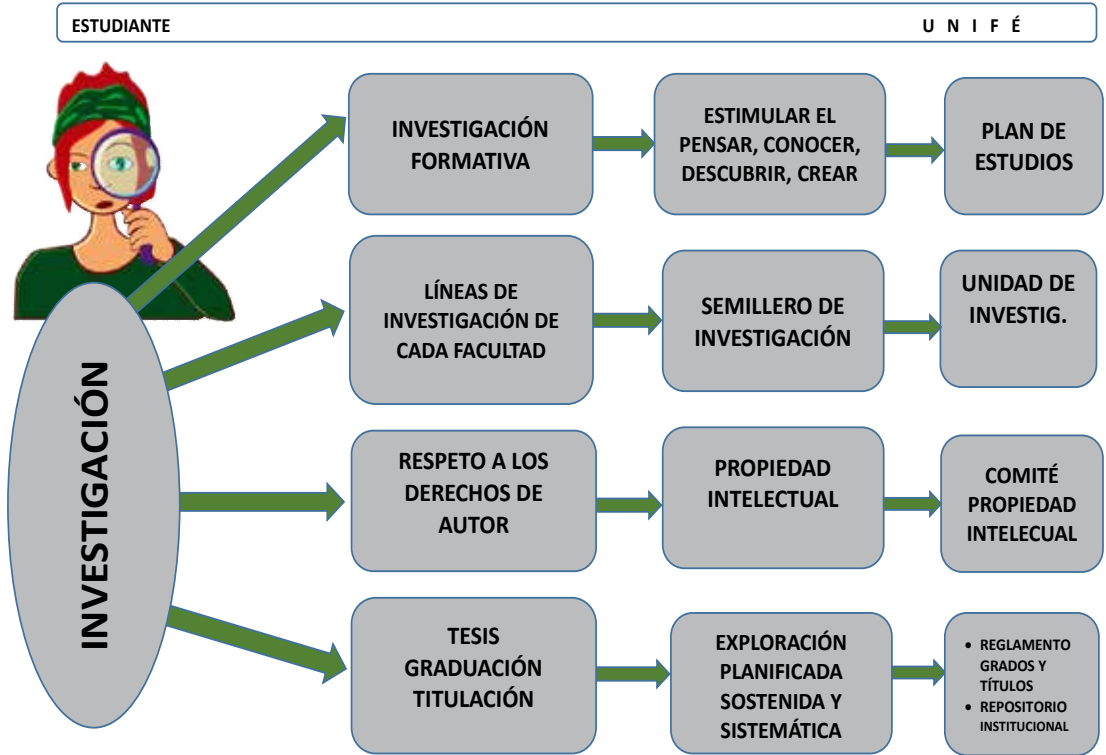 ESTUDIANTE U N I F É
INVESTIGACIÓN
FORMATIVA
ESTIMULAR EL
PENSAR, CONOCER,
DESCUBRIR, CREAR
PLAN DE
ESTUDIOS
LÍNEAS DE
INVESTIGACIÓN DE
CADA FACULTAD
SEMILLERO DE
INVESTIGACIÓN
UNIDAD DE
INVESTIG.
INVESTIGACIÓN
RESPETO A LOS
DERECHOS DE
AUTOR
PROPIEDAD
INTELECTUAL
COMITÉ
PROPIEDAD
INTELECUAL
TESIS
GRADUACIÓN
TITULACIÓN
EXPLORACIÓN
PLANIFICADA
SOSTENIDA Y
SISTEMÁTICA
• REGLAMENTO
GRADOS Y
TÍTULOS
• REPOSITORIO
INSTITUCIONAL